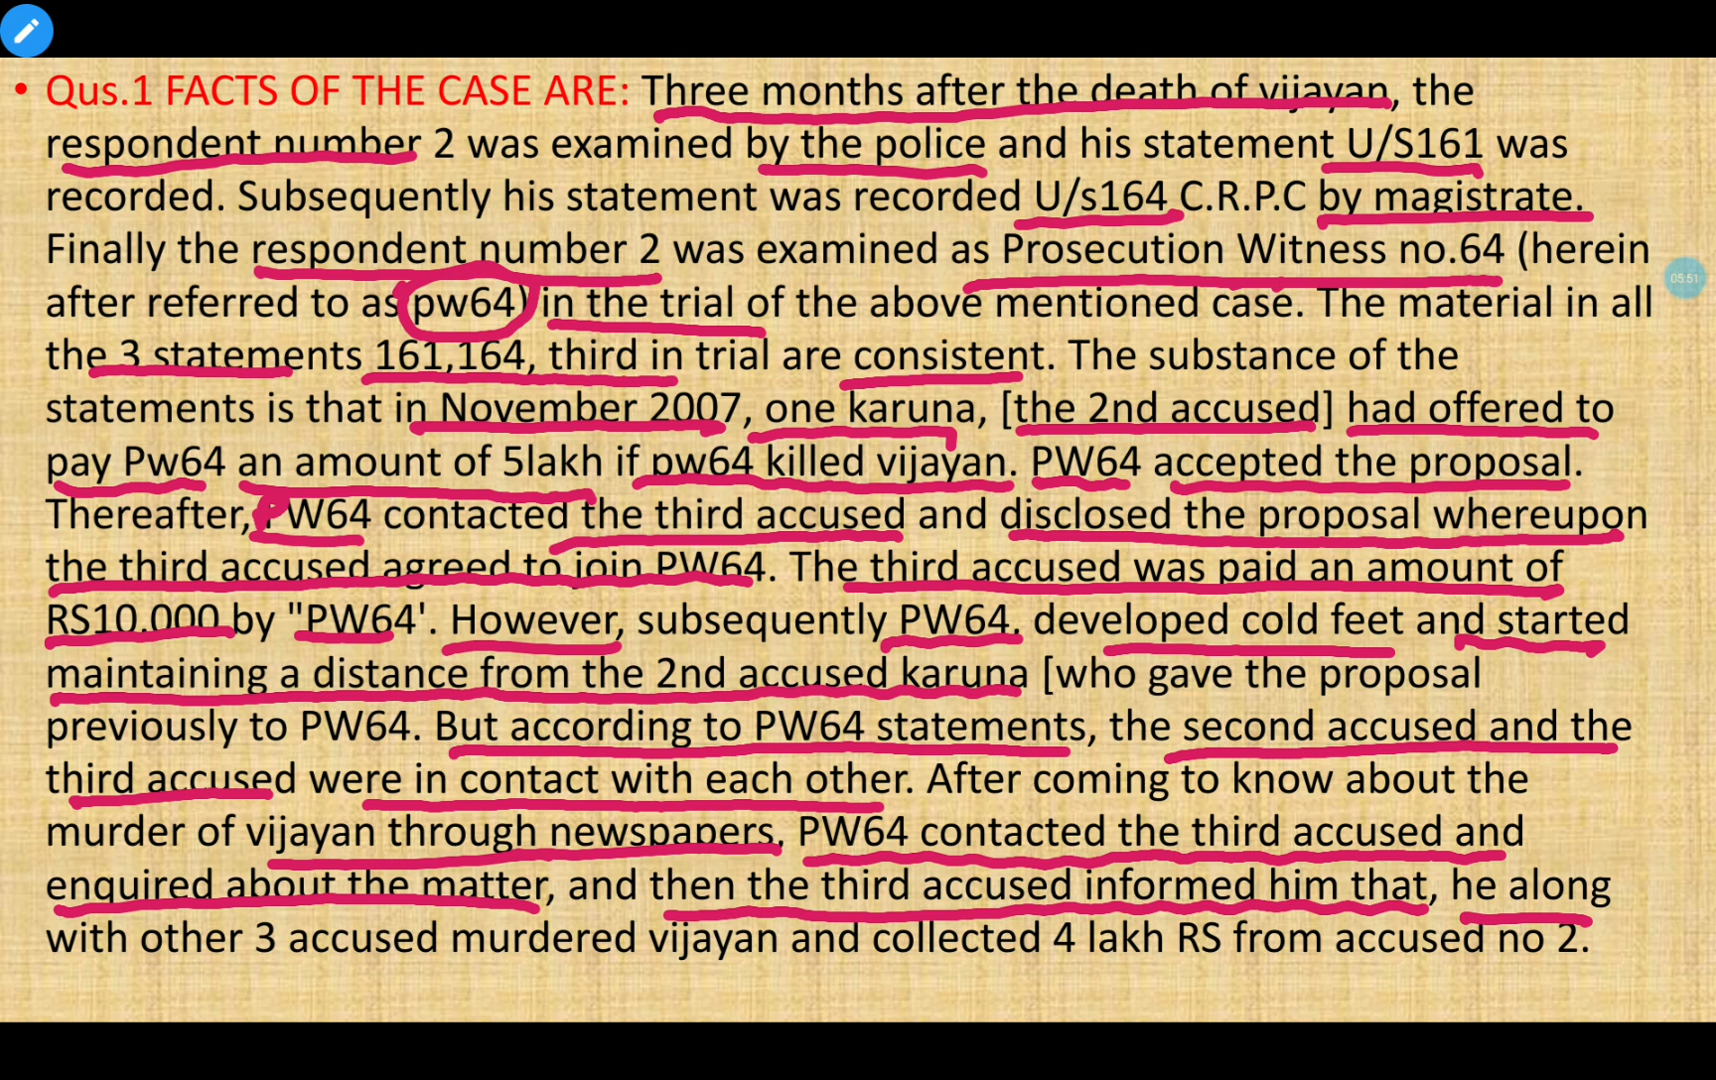 • Qus.1 FACTS OF THE CASE ARE: Three months after the death of vijayan, the
respondent number 2 was examined by the police and his statement U/S161 was
recorded. Subsequently his statement was recorded U/s164 C.R.P.C by magistrate.
Finally the respondent number 2 was examined as Prosecution Witness no.64 (herein
after referred to as pw64) in the trial of the above mentioned case. The material in all
the 3 statements 161,164, third in trial are consistent. The substance of the
statements is that in November 2007, one karuna, [the 2nd accused] had offered to
pay Pw64 an amount of 5lakh if pw64 killed vijayan. PW64 accepted the proposal.
Thereafter, PW64 contacted the third accused and disclosed the proposal whereupon
the third accused agreed to join PW64. The third accused was paid an amount of
RS10,000 by "PW64'. However, subsequently PW64, developed cold feet and started
maintaining a distance from the 2nd accused karuna [who gave the proposal
previously to PW64. But according to PW64 statements, the second accused and the
third accused were in contact with each other. After coming to know about the
murder of vijayan through newspapers, PW64 contacted the third accused and
enquired about the matter, and then the third accused informed him that, he along
with other 3 accused murdered vijayan and collected 4 lakh RS from accused no 2.
05:51